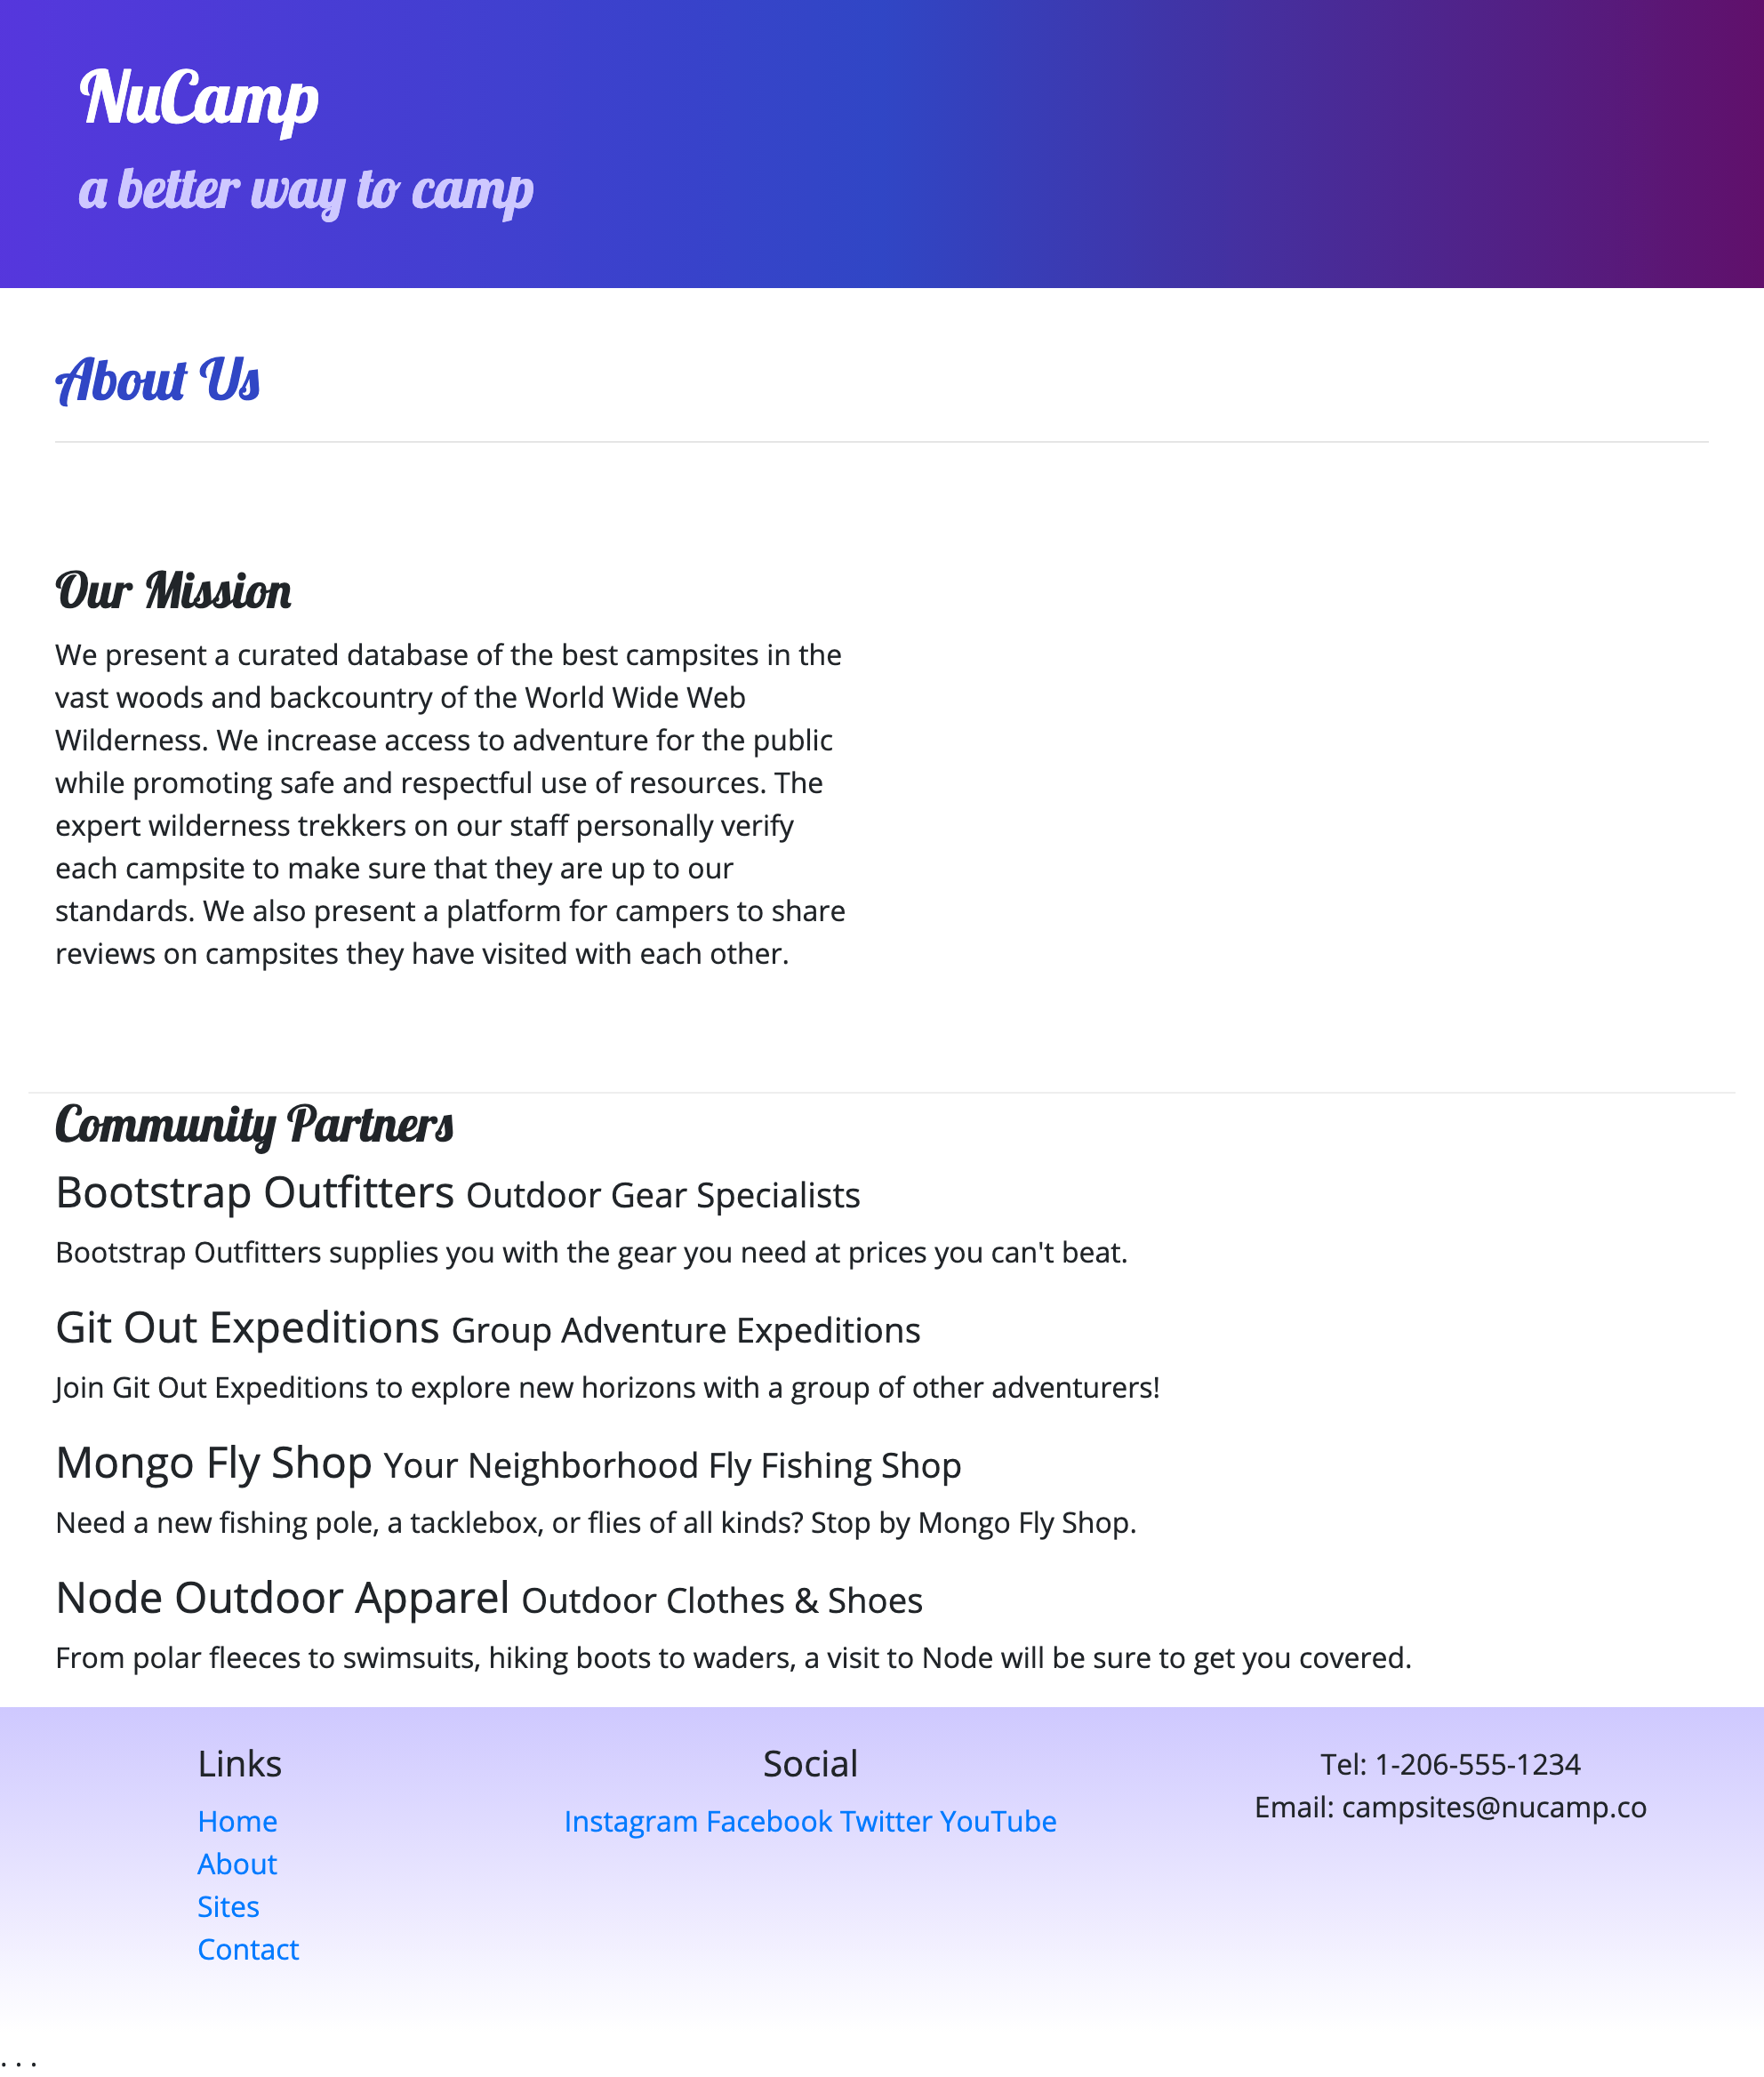 NuCamp
a better way to camp
About Us
Our Mission
We present a curated database of the best campsites in the
vast woods and backcountry of the World Wide Web
Wilderness. We increase access to adventure for the public
while promoting safe and respectful use of resources. The
expert wilderness trekkers on our staff personally verify
each campsite to make sure that they are up to our
standards. We also present a platform for campers to share
reviews on campsites they have visited with each other.
Community Partners
Bootstrap Outfitters Outdoor Gear Specialists
Bootstrap Outfitters supplies you with the gear you need at prices you can't beat.
Git Out Expeditions Group Adventure Expeditions
Join Git Out Expeditions to explore new horizons with a group of other adventurers!
Mongo Fly Shop Your Neighborhood Fly Fishing Shop
Need a new fishing pole, a tacklebox, or flies of all kinds? Stop by Mongo Fly Shop.
Node Outdoor Apparel Outdoor Clothes & Shoes
From polar fleeces to swimsuits, hiking boots to waders, a visit to Node will be sure to get you covered.
Links
Home
About
Sites
Contact
Social
Instagram Facebook Twitter YouTube
Tel: 1-206-555-1234
Email: campsites@nucamp.co
. . .